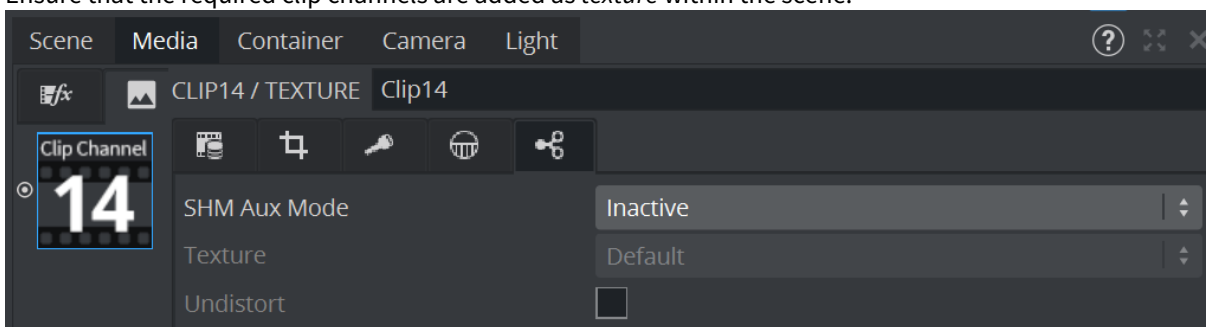 Ensure that the required clip channels are added as texture within the scene.
Scene Media Container Camera Light ?
fx CLIP14 / TEXTURE Clip14
Clip Channel
14
SHM Aux Mode Inactive
Texture Default
Undistort